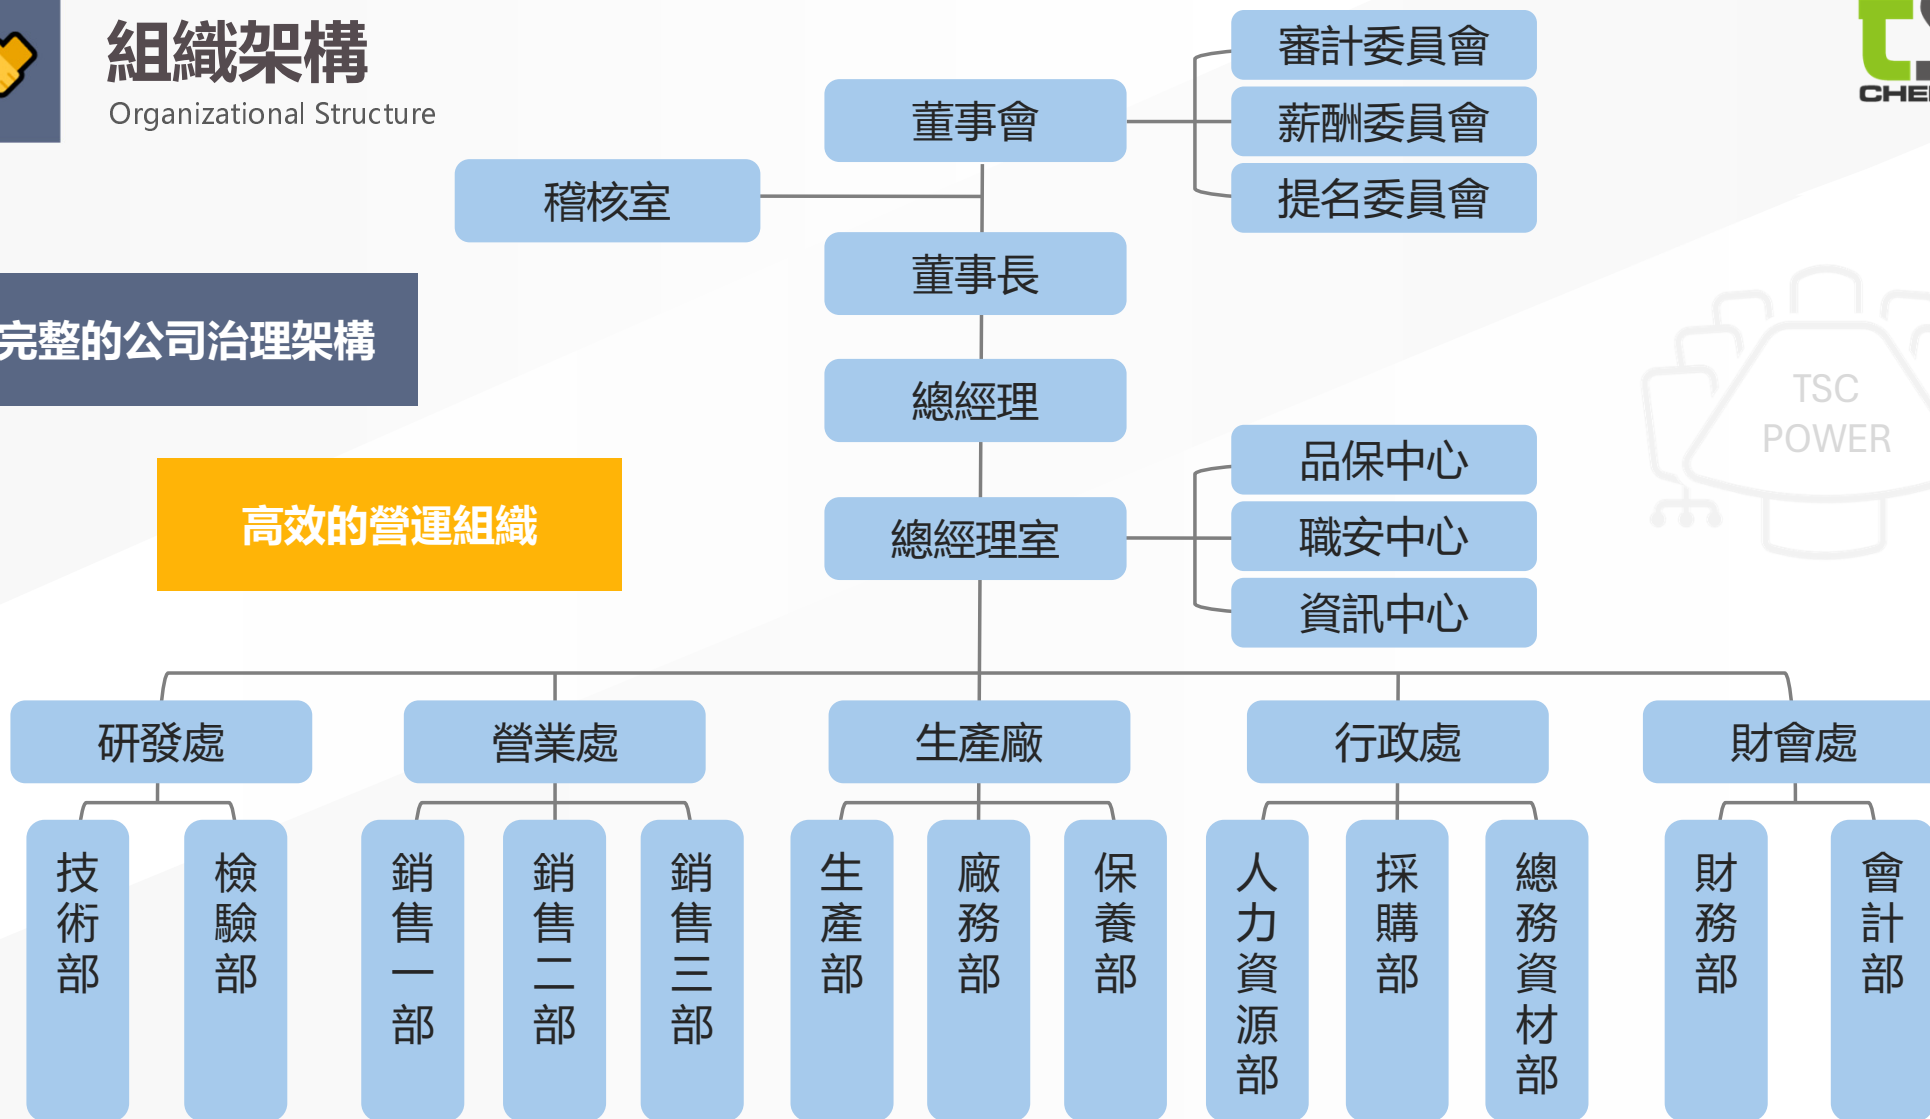 組織架構
Organizational Structure
審計委員會
董事會
薪酬委員會
提名委員會
稽核室
董事長
完整的公司治理架構
總經理
TSC
POWER
品保中心
高效的營運組織
總經理室
職安中心
資訊中心
研發處
營業處
生產廠
行政處
財會處
技術部
檢驗部
銷售一部
銷售二部
銷售三部
生產部
廠務部
保養部
人力資源部
採購部
總務資材部
財務部
會計部